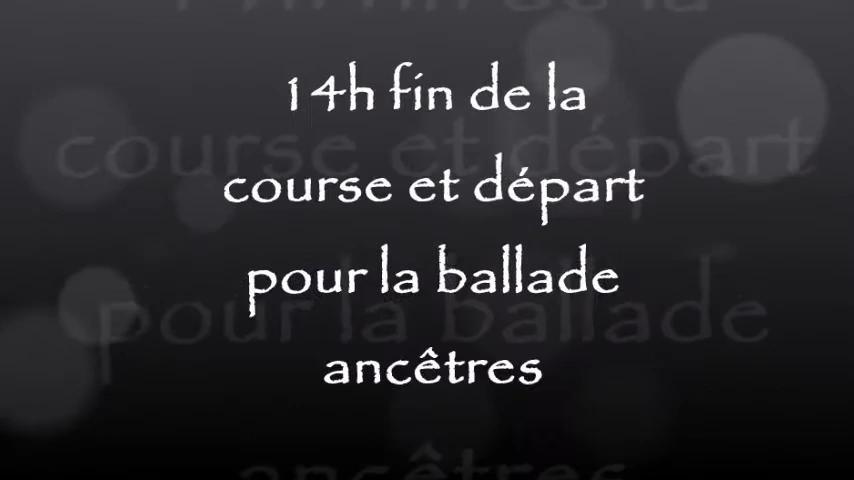 14h fin de la
course et départ
pour la ballade
ancêtres